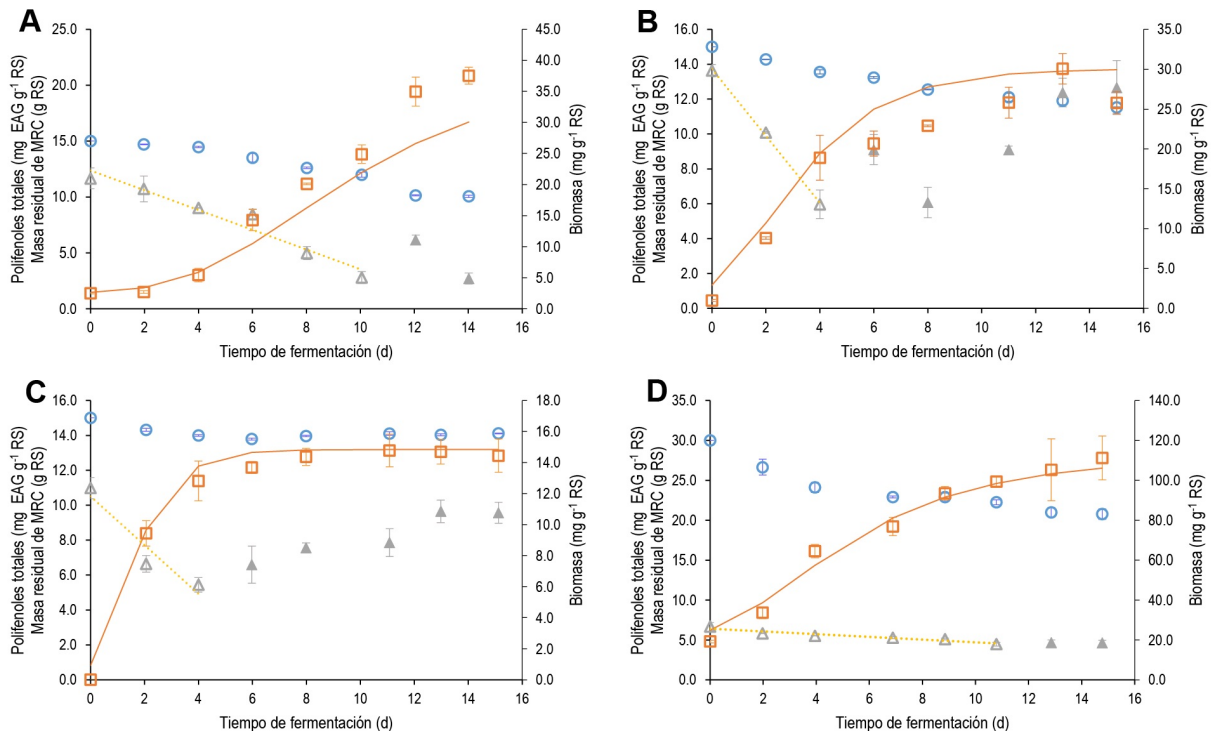 A
25.0
20.0
15.0
10.0
5.0
0.0
45.0
40.0
35.0
30.0
25.0
20.0
15.0
10.0
5.0
0.0
0 2 4 6 8 10 12 14 16
Polifenoles totales (mg EAG g⁻¹ RS)
Masa residual de MRC (g RS)
Biomasa (mg g⁻¹ RS)
Tiempo de fermentación (d)
B
16.0
14.0
12.0
10.0
8.0
6.0
4.0
2.0
0.0
35.0
30.0
25.0
20.0
15.0
10.0
5.0
0.0
0 2 4 6 8 10 12 14 16
Polifenoles totales (mg EAG g⁻¹ RS)
Masa residual de MRC (g RS)
Biomasa (mg g⁻¹ RS)
Tiempo de fermentación (d)
C
16.0
14.0
12.0
10.0
8.0
6.0
4.0
2.0
0.0
18.0
16.0
14.0
12.0
10.0
8.0
6.0
4.0
2.0
0.0
0 2 4 6 8 10 12 14 16
Polifenoles totales (mg EAG g⁻¹ RS)
Masa residual de MRC (g RS)
Biomasa (mg g⁻¹ RS)
Tiempo de fermentación (d)
D
35.0
30.0
25.0
20.0
15.0
10.0
5.0
0.0
140.0
120.0
100.0
80.0
60.0
40.0
20.0
0.0
0 2 4 6 8 10 12 14 16
Polifenoles totales (mg EAG g⁻¹ RS)
Masa residual de MRC (g RS)
Biomasa (mg g⁻¹ RS)
Tiempo de fermentación (d)